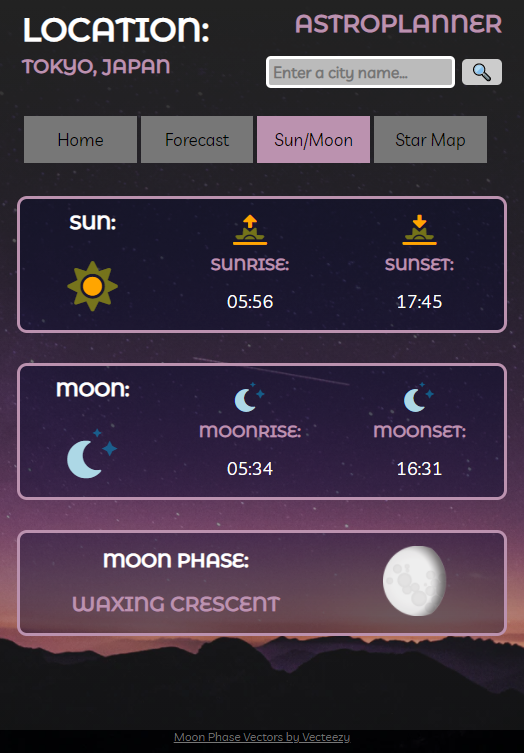 LOCATION:
ASTROPLANNER
TOKYO, JAPAN
Enter a city name...
Home Forecast Sun/Moon Star Map
SUN:
SUNRISE: SUNSET:
05:56 17:45
MOON:
MOONRISE: MOONSET:
05:34 16:31
MOON PHASE:
WAXING CRESCENT
Moon Phase Vectors by Vecteezy